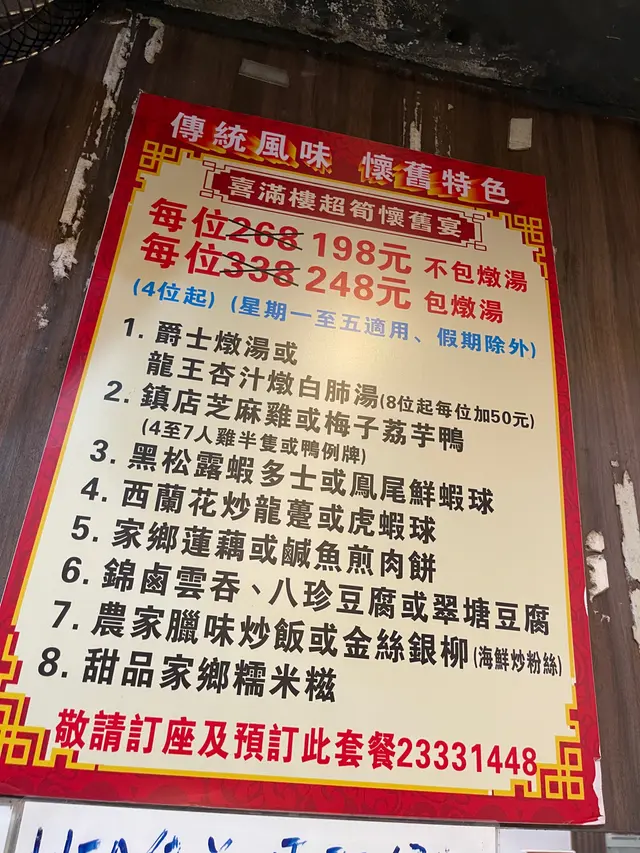 傳統風味 懷舊特色
喜滿樓超筍懷舊宴
每位268 198元 不包燉湯
每位338 248元 包燉湯
(4位起) (星期一至五適用、假期除外)
1. 爵士燉湯或
龍王杏汁燉白肺湯(8位起每位加50元)
2. 鎮店芝麻雞或梅子荔芋鴨
(4至7人雞半隻或鴨例牌)
3. 黑松露蝦多士或鳳尾鮮蝦球
4. 西蘭花炒龍躉或虎蝦球
5. 家鄉蓮藕或鹹魚煎肉餅
6. 錦鹵雲吞、八珍豆腐或翠塘豆腐
7. 農家臘味炒飯或金絲銀柳(海鮮炒粉絲)
8. 甜品家鄉糯米糍
敬請訂座及預訂此套餐23331448